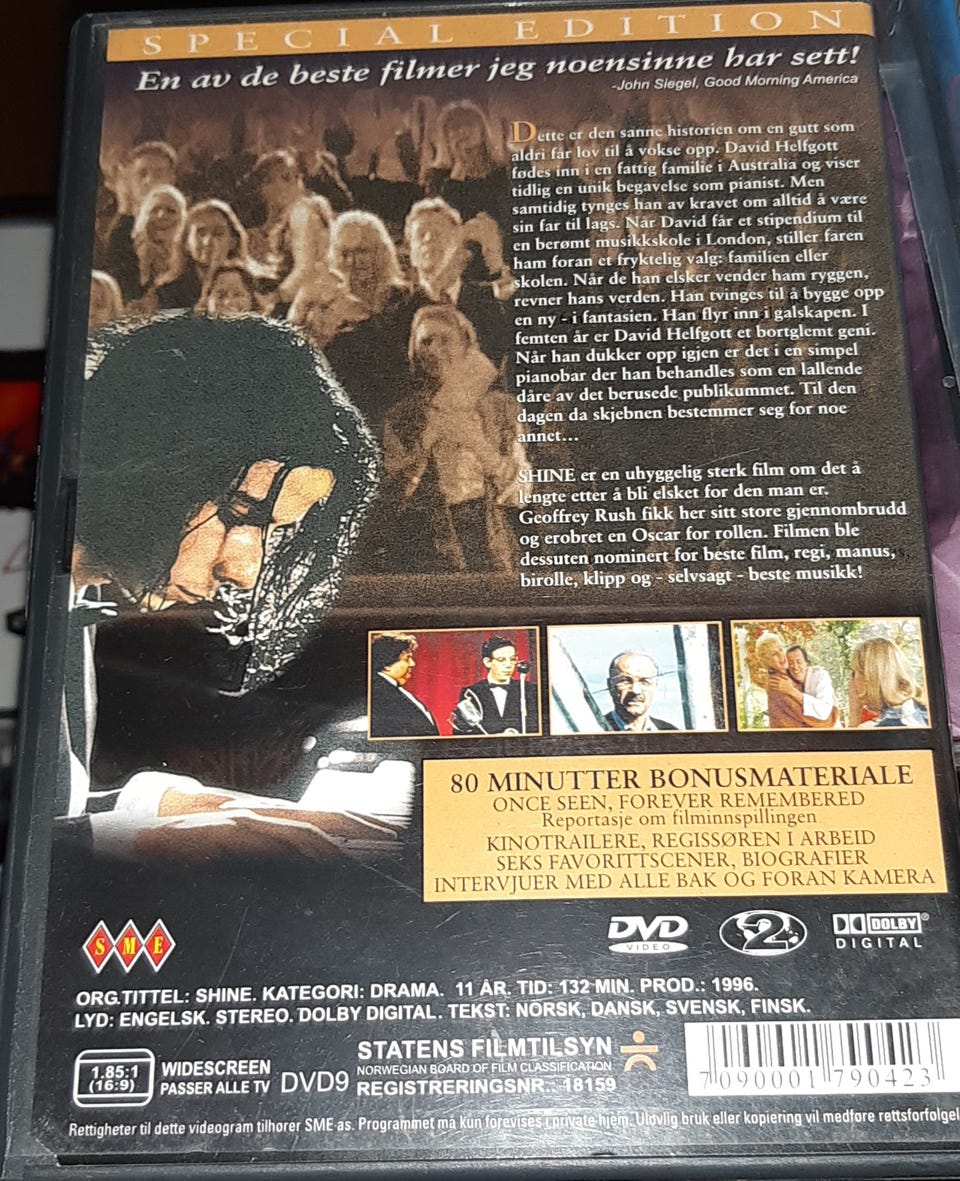 SPECIAL EDITION
En av de beste filmer jeg noensinne har sett!
-John Siegel, Good Morning America
Dette er den sanne historien om en gutt som
aldri får lov til å vokse opp. David Helfgott
fødes inn i en fattig familie i Australia og viser
tidlig en unik begavelse som pianist. Men
samtidig tynges han av kravet om alltid å være
sin far til lags. Når David får et stipendium til
en berømt musikkskole i London, stiller faren
ham foran et fryktelig valg: familien eller
skolen. Når de han elsker vender ham ryggen,
revner hans verden. Han tvinges til å bygge opp
en ny - i fantasien. Han flyr inn i galskapen. I
femten år er David Helfgott et bortglemt geni.
Når han dukker opp igjen er det i en simpel
pianobar der han behandles som en lallende
dåre av det berusede publikummet. Til den
dagen da skjebnen bestemmer seg for noe
annet...
SHINE er en uhyggelig sterk film om det å
lengte etter å bli elsket for den man er.
Geoffrey Rush fikk her sitt store gjennombrudd
og erobret en Oscar for rollen. Filmen ble
dessuten nominert for beste film, regi, manus,
birolle, klipp og - selvsagt - beste musikk!
80 MINUTTER BONUSMATERIALE
ONCE SEEN, FOREVER REMEMBERED
Reportasje om filminnspillingen
KINOTRAILERE, REGISSØREN I ARBEID
SEKS FAVORITTSCENER, BIOGRAFIER
INTERVJUER MED ALLE BAK OG FORAN KAMERA
SME
DVD VIDEO
2
DOLBY DIGITAL
ORG.TITTEL: SHINE. KATEGORI: DRAMA. 11 ÅR. TID: 132 MIN. PROD.: 1996.
LYD: ENGELSK. STEREO. DOLBY DIGITAL. TEKST: NORSK, DANSK, SVENSK, FINSK.
1.85:1
(16:9)
WIDESCREEN
PASSER ALLE TV
DVD9
STATENS FILMTILSYN
NORWEGIAN BOARD OF FILM CLASSIFICATION
REGISTRERINGSNR.: 18159
7 090001 790423
Rettigheter til dette videogram tilhører SME as. Programmet må kun forevises i private hjem. Ulovlig bruk eller kopiering vil medføre rettsforfølgel